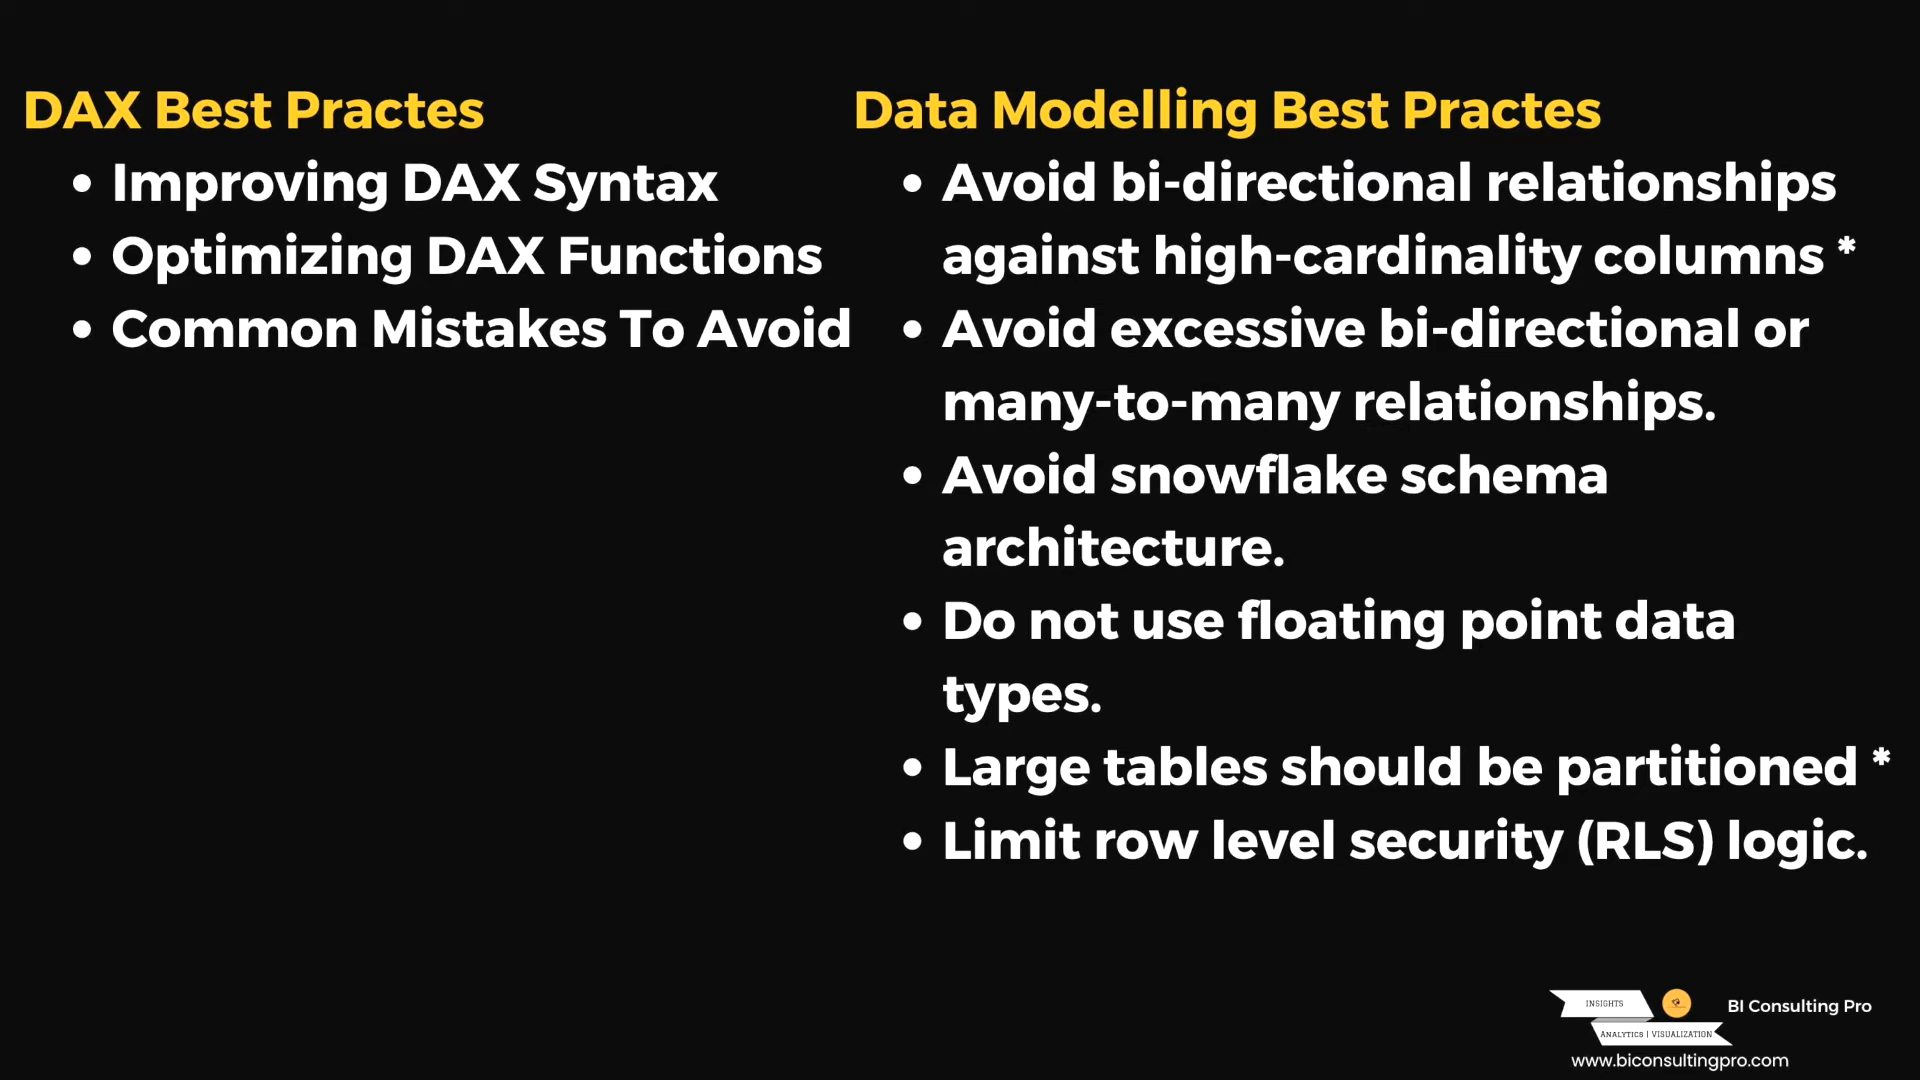 DAX Best Practes
• Improving DAX Syntax
• Optimizing DAX Functions
• Common Mistakes To Avoid
Data Modelling Best Practes
• Avoid bi-directional relationships
against high-cardinality columns *
• Avoid excessive bi-directional or
many-to-many relationships.
• Avoid snowflake schema
architecture.
• Do not use floating point data
types.
• Large tables should be partitioned *
• Limit row level security (RLS) logic.
INSIGHTS
ANALYTICS | VISUALIZATION
BI Consulting Pro
www.biconsultingpro.com